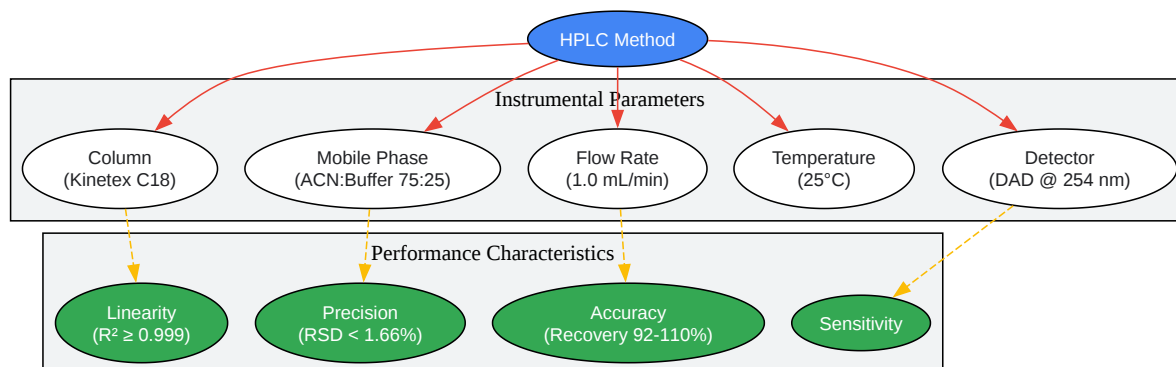 HPLC Method
Instrumental Parameters
Column
(Kinetex C18)
Mobile Phase
(ACN:Buffer 75:25)
Flow Rate
(1.0 mL/min)
Temperature
(25°C)
Detector
(DAD @ 254 nm)
Performance Characteristics
Linearity
(R² ≥ 0.999)
Precision
(RSD < 1.66%)
Accuracy
(Recovery 92-110%)
Sensitivity